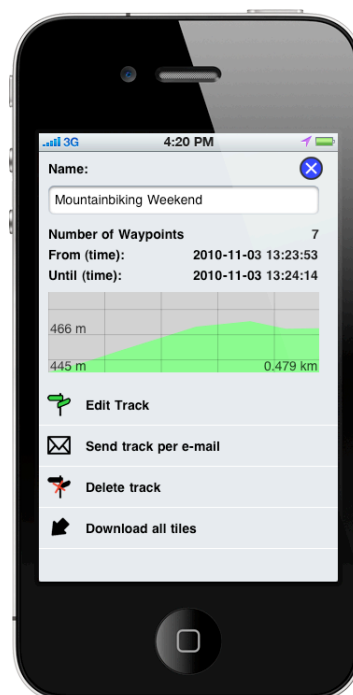 3G 4:20 PM
Name:
Mountainbiking Weekend
Number of Waypoints 7
From (time): 2010-11-03 13:23:53
Until (time): 2010-11-03 13:24:14
466 m
445 m 0.479 km
Edit Track
Send track per e-mail
Delete track
Download all tiles